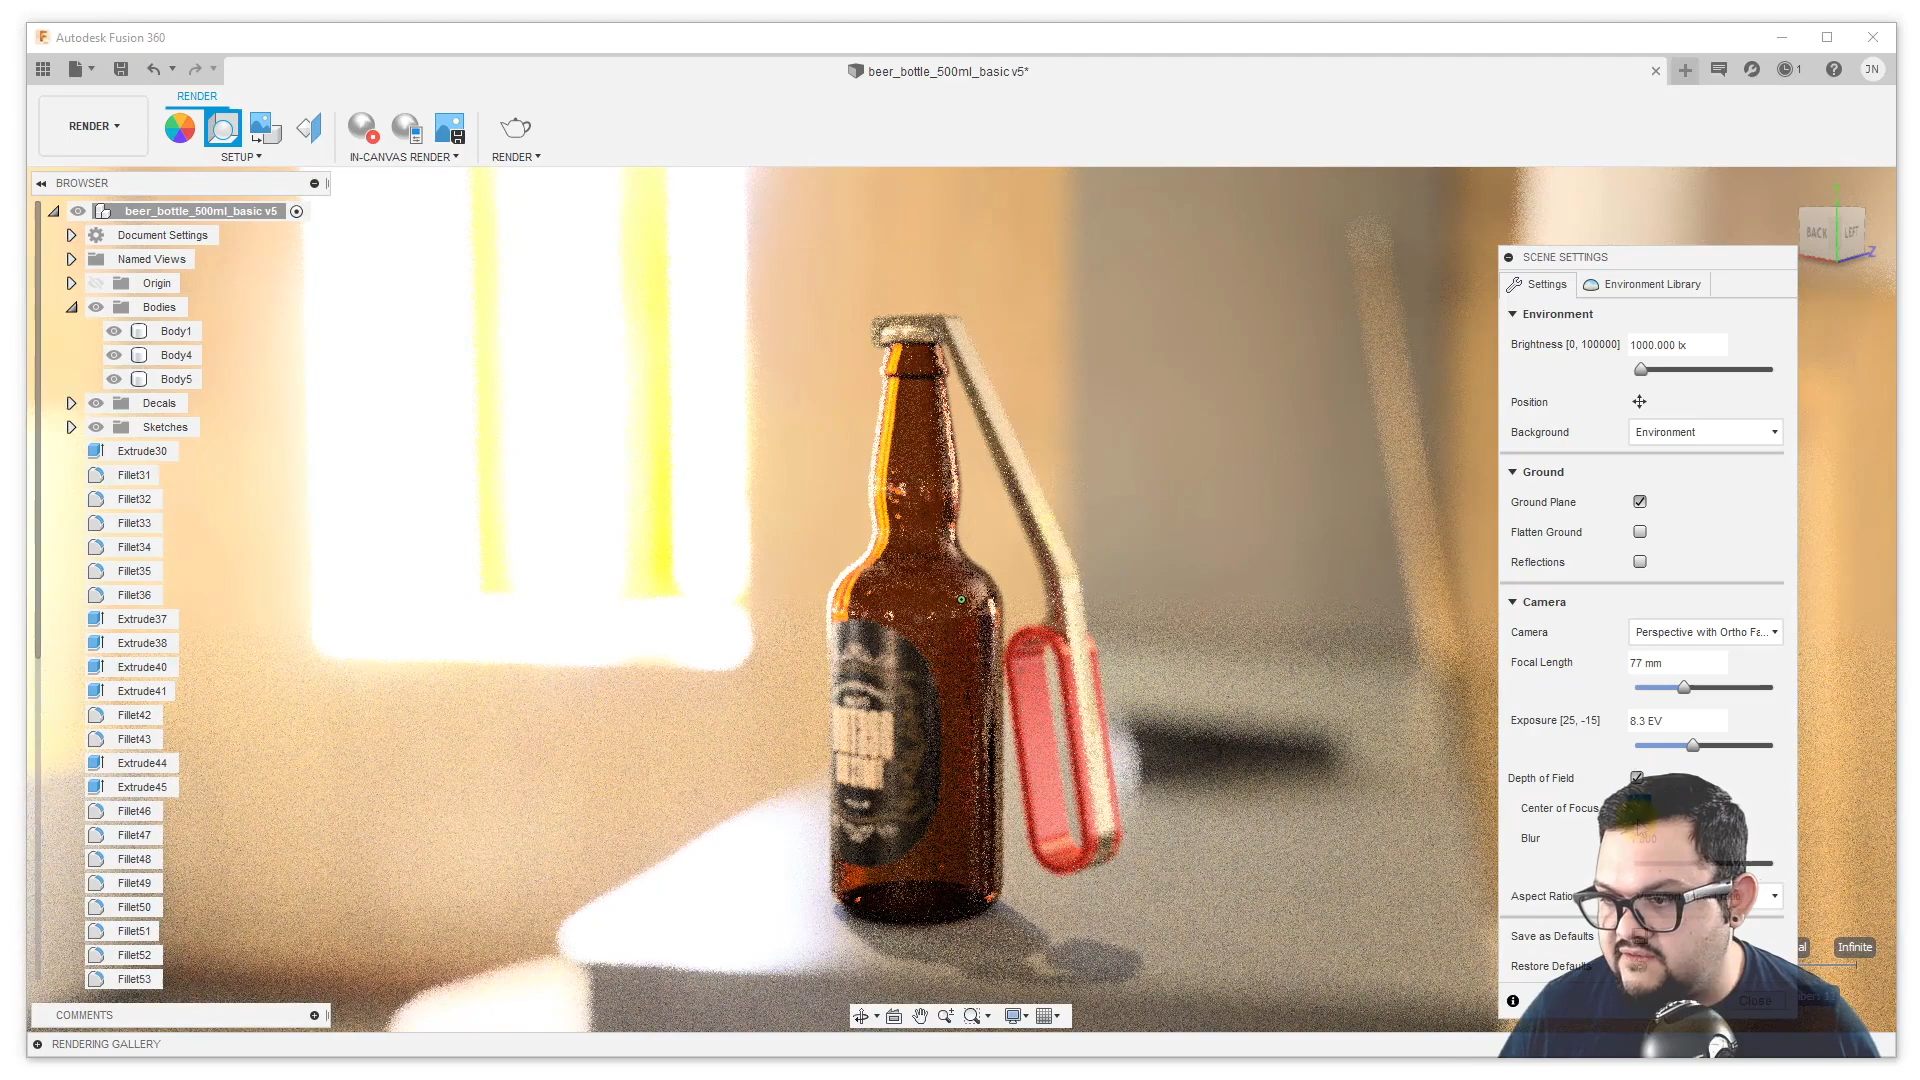 Autodesk Fusion 360
beer_bottle_500ml_basic v5*
1
JN
RENDER
RENDER
SETUP
IN-CANVAS RENDER
RENDER
BROWSER
beer_bottle_500ml_basic v5
Document Settings
Named Views
Origin
Bodies
Body1
Body4
Body5
Decals
Sketches
Extrude30
Fillet31
Fillet32
Fillet33
Fillet34
Fillet35
Fillet36
Extrude37
Extrude38
Extrude40
Extrude41
Fillet42
Fillet43
Extrude44
Extrude45
Fillet46
Fillet47
Fillet48
Fillet49
Fillet50
Fillet51
Fillet52
Fillet53
COMMENTS
RENDERING GALLERY
BACK
LEFT
Z
SCENE SETTINGS
Settings
Environment Library
Environment
Brightness [0, 100000]
1000.000 lx
Position
Background
Environment
Ground
Ground Plane
Flatten Ground
Reflections
Camera
Camera
Perspective with Ortho Fa...
Focal Length
77 mm
Exposure [25, -15]
8.3 EV
Depth of Field
Center of Focus
Blur
Aspect Ratio
Save as Defaults
Restore Defaults
Infinite
Close